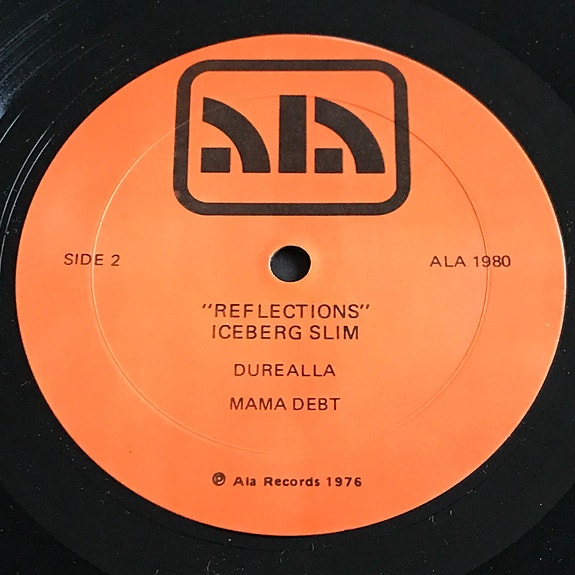 ala
SIDE 2
ALA 1980
"REFLECTIONS"
ICEBERG SLIM
DUREALLA
MAMA DEBT
℗ Ala Records 1976